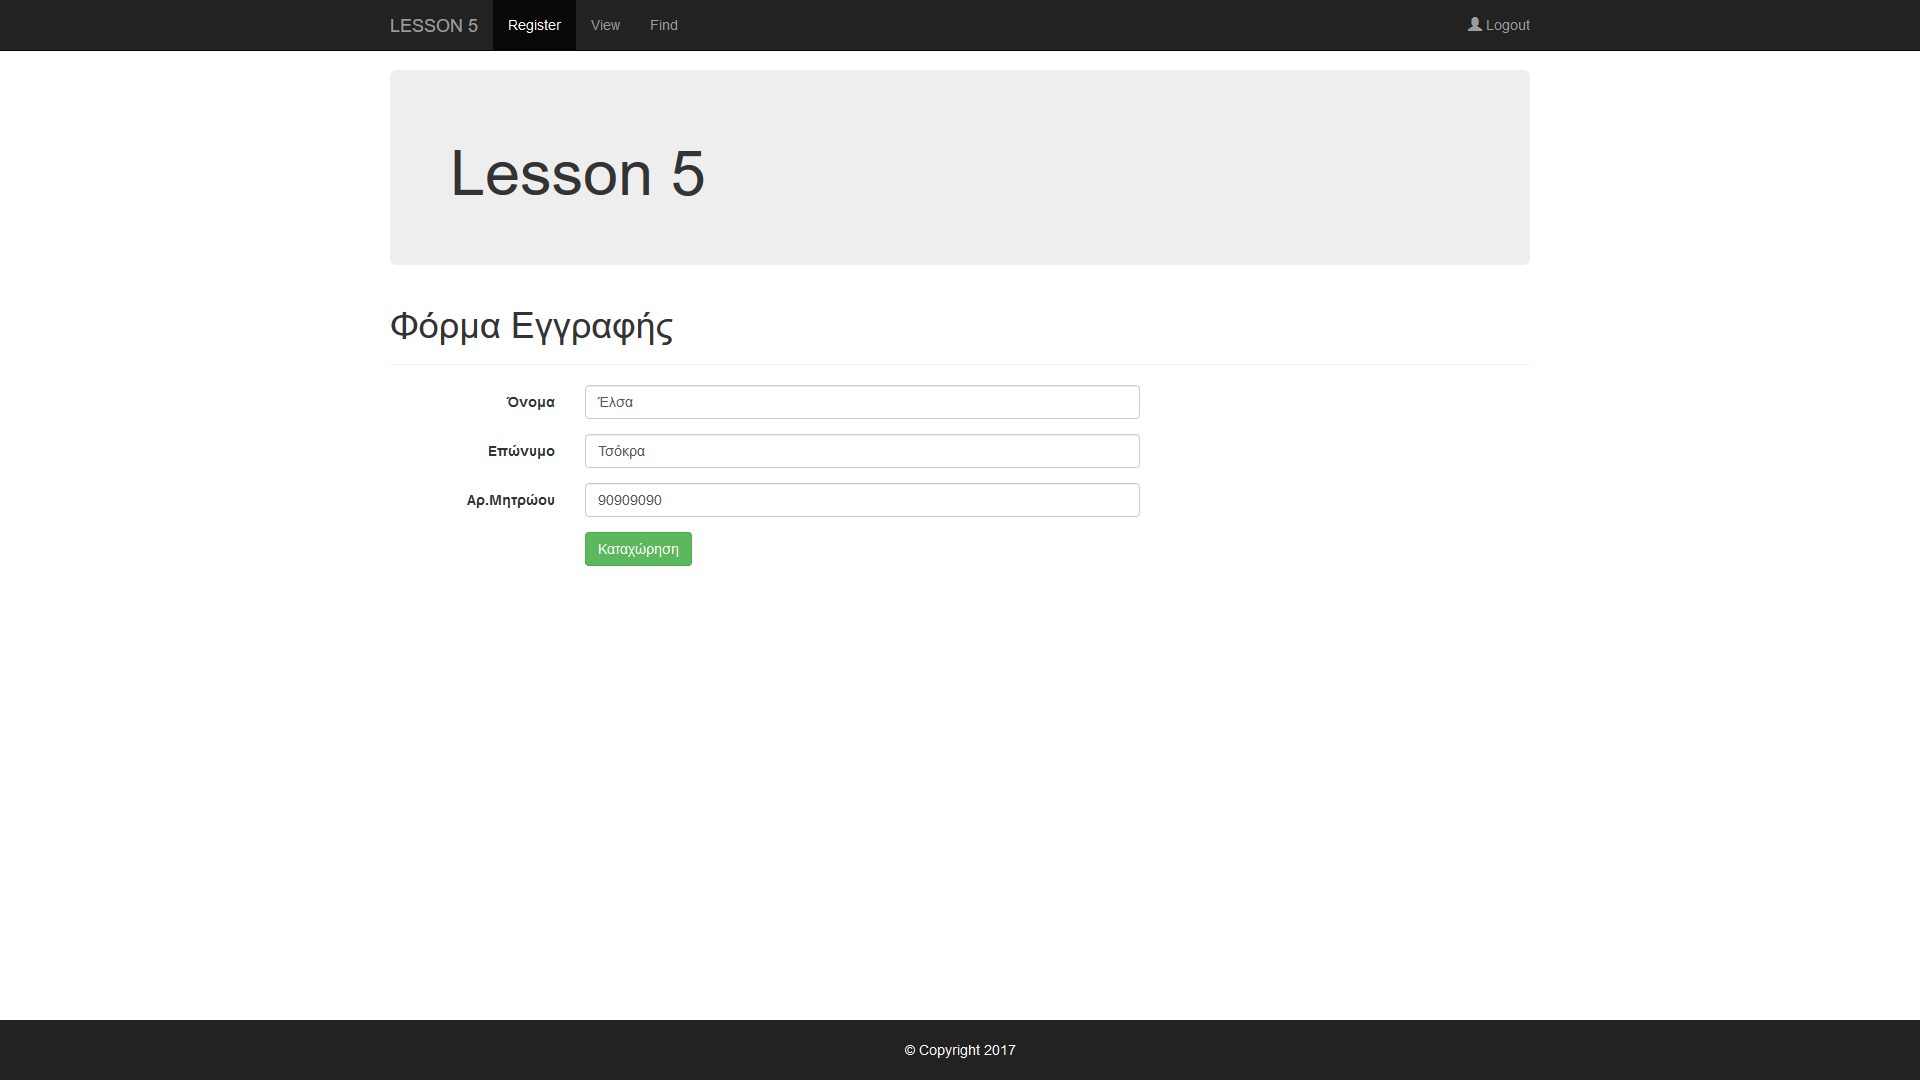 LESSON 5 Register View Find Logout
Lesson 5
Φόρμα Εγγραφής
Όνομα Έλσα
Επώνυμο Τσόκρα
Αρ.Μητρώου 90909090
Καταχώρηση
© Copyright 2017